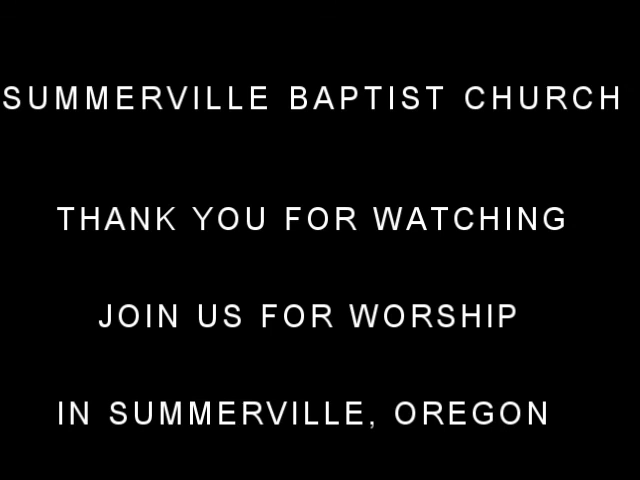 SUMMERVILLE BAPTIST CHURCH
THANK YOU FOR WATCHING
JOIN US FOR WORSHIP
IN SUMMERVILLE, OREGON